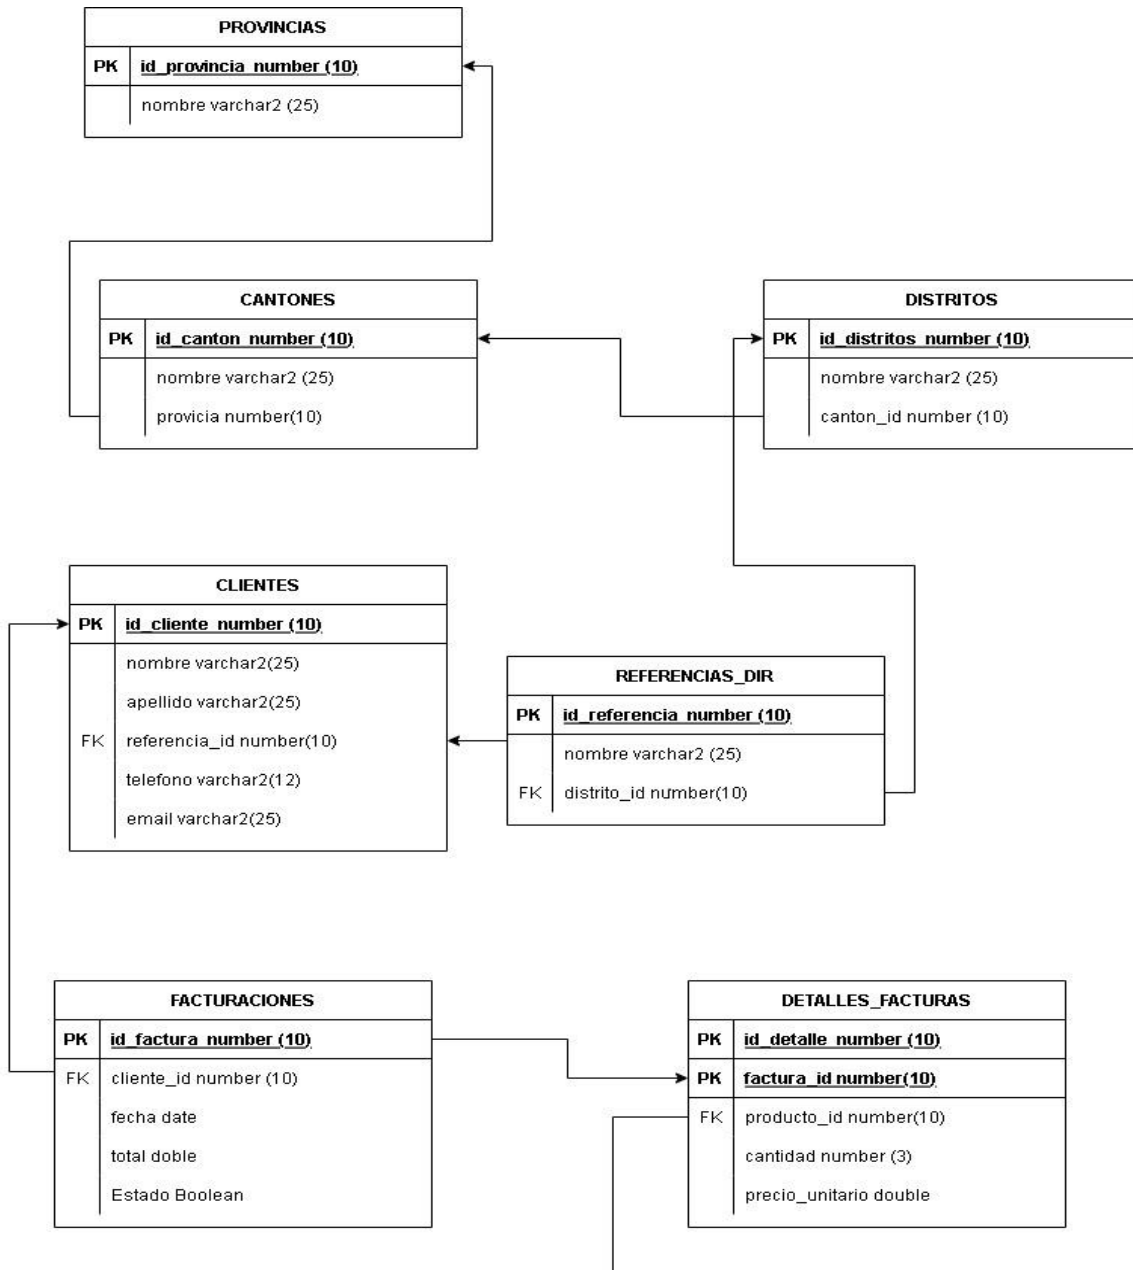 PROVINCIAS
PK id_provincia_number (10)
nombre varchar2 (25)
CANTONES
PK id_canton_number (10)
nombre varchar2 (25)
provicia number(10)
DISTRITOS
PK id_distritos_number (10)
nombre varchar2 (25)
canton_id number (10)
CLIENTES
PK id_cliente_number (10)
nombre varchar2(25)
apellido varchar2(25)
FK referencia_id number(10)
telefono varchar2(12)
email varchar2(25)
REFERENCIAS_DIR
PK id_referencia_number (10)
nombre varchar2 (25)
FK distrito_id number(10)
FACTURACIONES
PK id_factura_number (10)
FK cliente_id number (10)
fecha date
total doble
Estado Boolean
DETALLES_FACTURAS
PK id_detalle_number (10)
PK factura_id number(10)
FK producto_id number(10)
cantidad number (3)
precio_unitario double